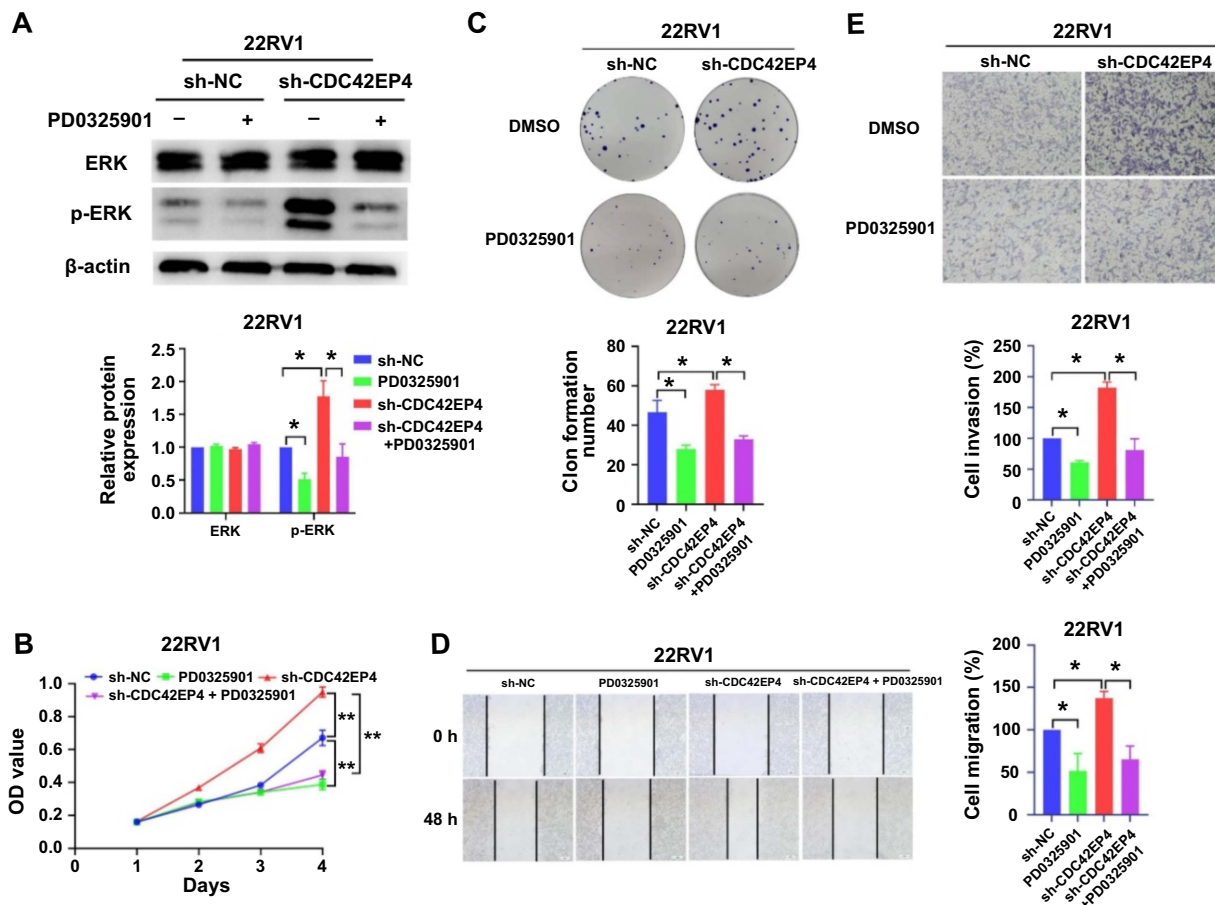 A
22RV1
sh-NC
sh-CDC42EP4
PD0325901
–
+
–
+
ERK
p-ERK
β-actin
22RV1
Relative protein
expression
2.5
2.0
1.5
1.0
0.5
0.0
*
*
*
ERK
p-ERK
sh-NC
PD0325901
sh-CDC42EP4
sh-CDC42EP4
+PD0325901
B
22RV1
sh-NC
PD0325901
sh-CDC42EP4
sh-CDC42EP4 + PD0325901
OD value
1.0
0.8
0.6
0.4
0.2
0.0
0
1
2
3
4
Days
**
**
**
C
22RV1
sh-NC
sh-CDC42EP4
DMSO
PD0325901
22RV1
Clon formation
number
80
60
40
20
0
*
*
*
sh-NC
PD0325901
sh-CDC42EP4
sh-CDC42EP4
+PD0325901
D
22RV1
sh-NC
PD0325901
sh-CDC42EP4
sh-CDC42EP4 + PD0325901
0 h
48 h
22RV1
Cell migration (%)
150
100
50
0
*
*
*
sh-NC
PD0325901
sh-CDC42EP4
sh-CDC42EP4
+PD0325901
E
22RV1
sh-NC
sh-CDC42EP4
DMSO
PD0325901
22RV1
Cell invasion (%)
250
200
150
100
50
0
*
*
*
sh-NC
PD0325901
sh-CDC42EP4
sh-CDC42EP4
+PD0325901